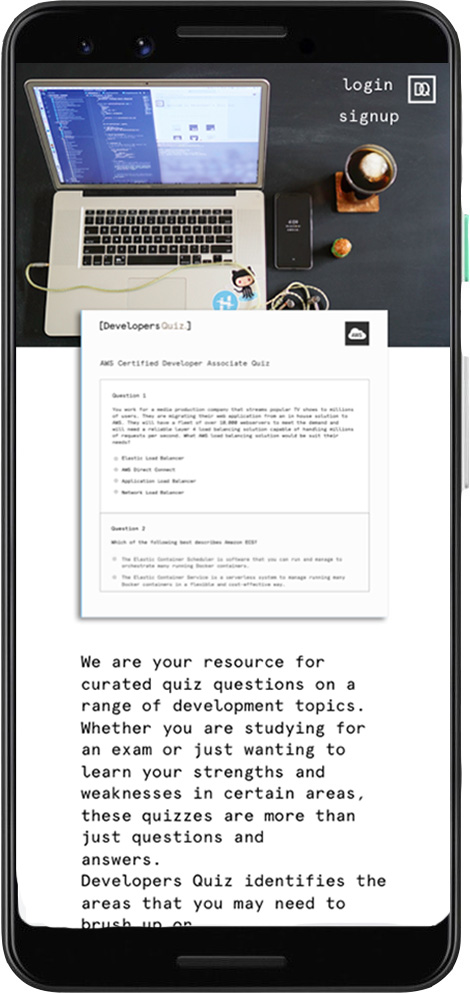 login
DQ
signup
[DevelopersQuiz.]
AWS
AWS Certified Developer Associate Quiz
Question 1
You work for a media production company that streams popular TV shows to millions
of users. They are migrating their web application from an in house solution to
AWS. They will have a fleet of over 10,000 webservers to meet the demand and
will need a reliable layer 4 load balancing solution capable of handling millions
of requests per second. What AWS load balancing solution would be suit their
needs?
Elastic Load Balancer
AWS Direct Connect
Application Load Balancer
Network Load Balancer
Question 2
Which of the following best describes Amazon ECS?
The Elastic Container Scheduler is software that you can run and manage to
orchestrate many running Docker containers.
The Elastic Container Service is a serverless system to manage running many
Docker containers in a flexible and cost-effective way.
We are your resource for
curated quiz questions on a
range of development topics.
Whether you are studying for
an exam or just wanting to
learn your strengths and
weaknesses in certain areas,
these quizzes are more than
just questions and
answers.
Developers Quiz identifies the
areas that you may need to
brush up or